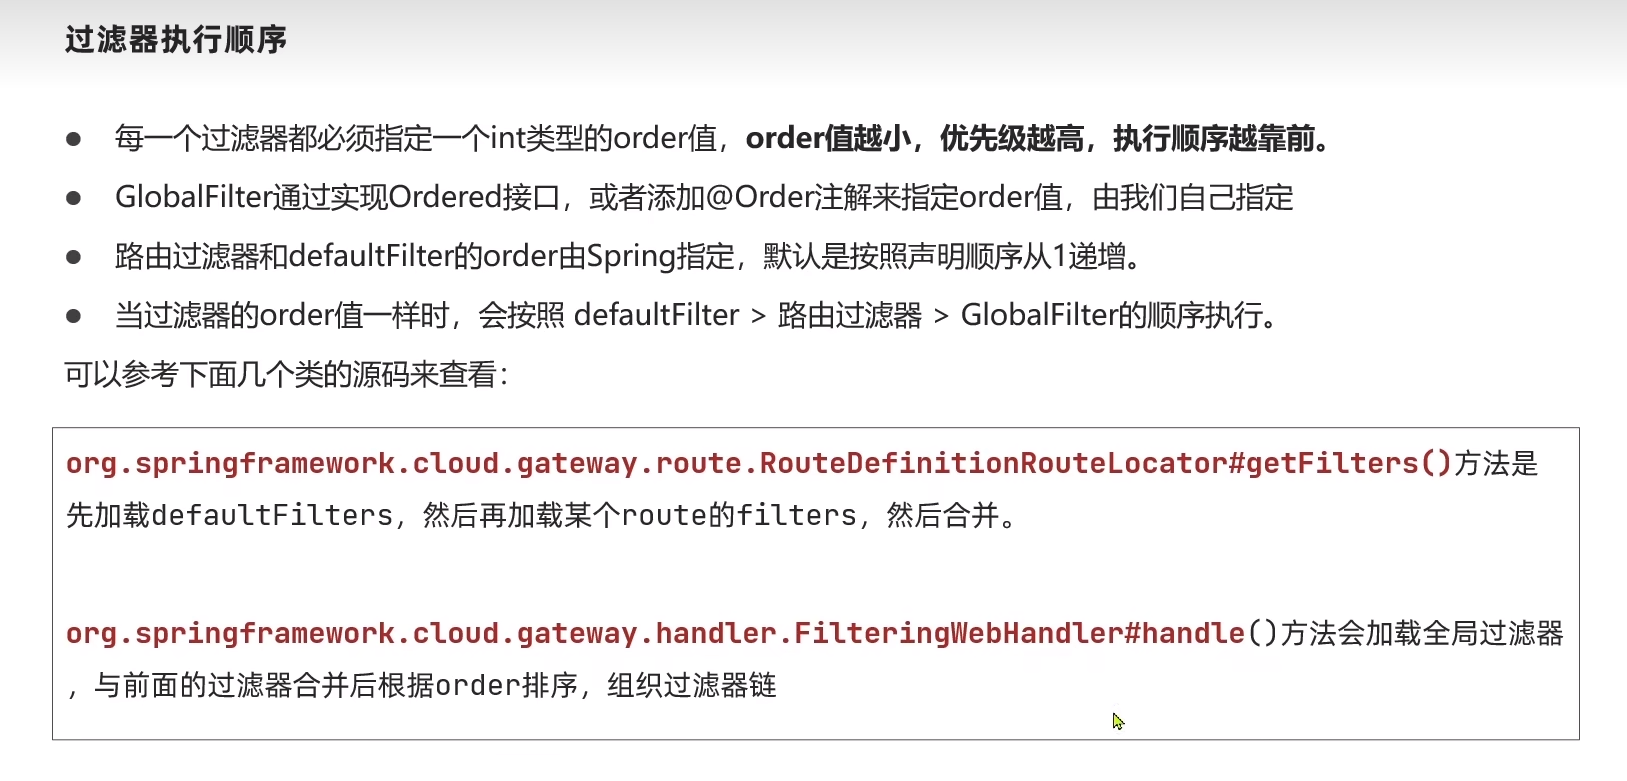 过滤器执行顺序
● 每一个过滤器都必须指定一个int类型的order值，order值越小，优先级越高，执行顺序越靠前。
● GlobalFilter通过实现Ordered接口，或者添加@Order注解来指定order值，由我们自己指定
● 路由过滤器和defaultFilter的order由Spring指定，默认是按照声明顺序从1递增。
● 当过滤器的order值一样时，会按照 defaultFilter > 路由过滤器 > GlobalFilter的顺序执行。
可以参考下面几个类的源码来查看：
org.springframework.cloud.gateway.route.RouteDefinitionRouteLocator#getFilters()方法是
先加载defaultFilters，然后再加载某个route的filters，然后合并。
org.springframework.cloud.gateway.handler.FilteringWebHandler#handle()方法会加载全局过滤器
，与前面的过滤器合并后根据order排序，组织过滤器链